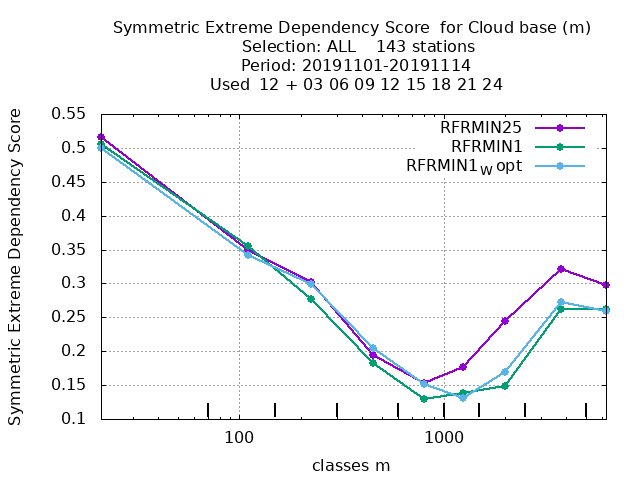 Symmetric Extreme Dependency Score  for Cloud base (m)
Selection: ALL    143 stations
Period: 20191101-20191114
Used  12 + 03 06 09 12 15 18 21 24
Symmetric Extreme Dependency Score
0.55
0.5
0.45
0.4
0.35
0.3
0.25
0.2
0.15
0.1
RFRMIN25
RFRMIN1
RFRMIN1W opt
100 1000
classes m